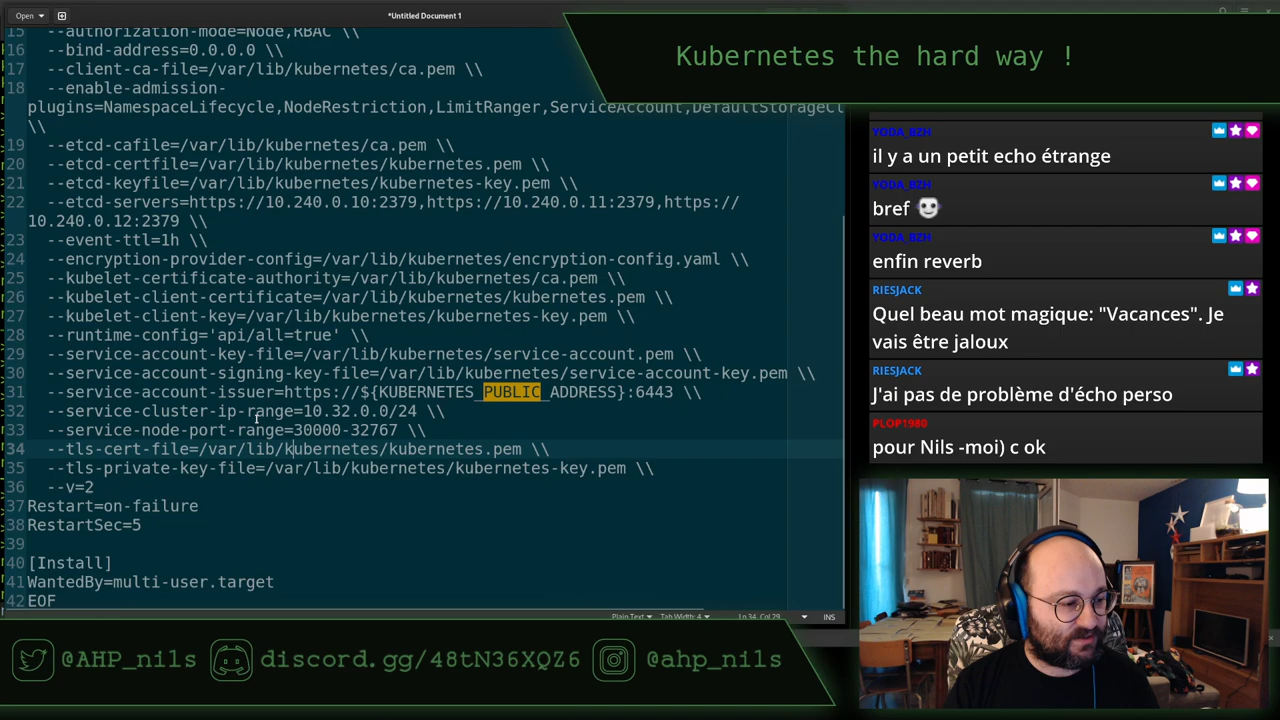 Open
*Untitled Document 1
Kubernetes the hard way !
15 --authorization-mode=Node,RBAC \\
16 --bind-address=0.0.0.0 \\
17 --client-ca-file=/var/lib/kubernetes/ca.pem \\
18 --enable-admission-
plugins=NamespaceLifecycle,NodeRestriction,LimitRanger,ServiceAccount,DefaultStorageCl
\\
19 --etcd-cafile=/var/lib/kubernetes/ca.pem \\
20 --etcd-certfile=/var/lib/kubernetes/kubernetes.pem \\
21 --etcd-keyfile=/var/lib/kubernetes/kubernetes-key.pem \\
22 --etcd-servers=https://10.240.0.10:2379,https://10.240.0.11:2379,https://
10.240.0.12:2379 \\
23 --event-ttl=1h \\
24 --encryption-provider-config=/var/lib/kubernetes/encryption-config.yaml \\
25 --kubelet-certificate-authority=/var/lib/kubernetes/ca.pem \\
26 --kubelet-client-certificate=/var/lib/kubernetes/kubernetes.pem \\
27 --kubelet-client-key=/var/lib/kubernetes/kubernetes-key.pem \\
28 --runtime-config='api/all=true' \\
29 --service-account-key-file=/var/lib/kubernetes/service-account.pem \\
30 --service-account-signing-key-file=/var/lib/kubernetes/service-account-key.pem \\
31 --service-account-issuer=https://${KUBERNETES_PUBLIC_ADDRESS}:6443 \\
32 --service-cluster-ip-range=10.32.0.0/24 \\
33 --service-node-port-range=30000-32767 \\
34 --tls-cert-file=/var/lib/kubernetes/kubernetes.pem \\
35 --tls-private-key-file=/var/lib/kubernetes/kubernetes-key.pem \\
36 --v=2
37 Restart=on-failure
38 RestartSec=5
39
40 [Install]
41 WantedBy=multi-user.target
42 EOF
Plain Text Tab Width: 4 Ln 34, Col 29 INS
YODA_BZH
il y a un petit echo étrange
YODA_BZH
bref
YODA_BZH
enfin reverb
RIESJACK
Quel beau mot magique: "Vacances". Je
vais être jaloux
RIESJACK
J'ai pas de problème d'écho perso
PLOP1980
pour Nils -moi) c ok
@AHP_nils discord.gg/48tN36XQZ6 @ahp_nils